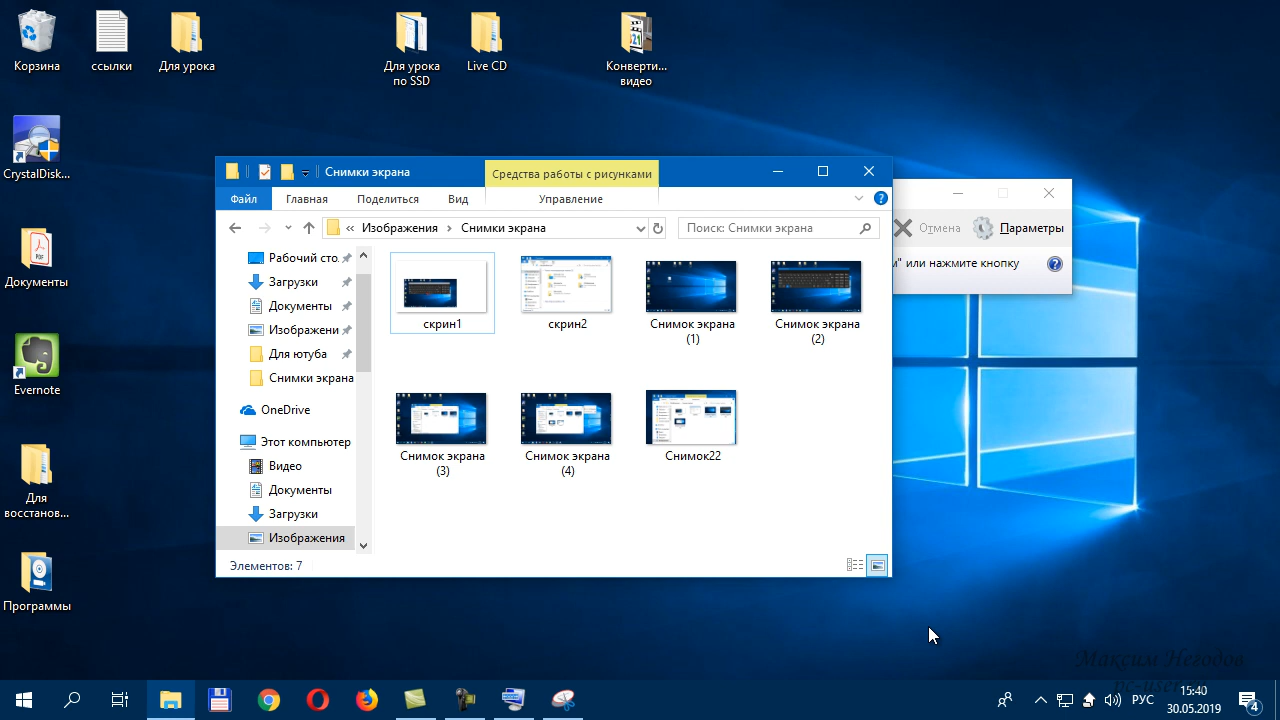 Корзина
ссылки
Для урока
Для урока
по SSD
Live CD
Конверти...
видео
CrystalDisk...
Документы
Evernote
Для
восстанов...
Программы
Снимки экрана
Средства работы с рисунками
Файл
Главная
Поделиться
Вид
Управление
« Изображения › Снимки экрана
Поиск: Снимки экрана
Рабочий сто
Загрузки
Документы
Изображени
Для ютуба
Снимки экрана
OneDrive
Этот компьютер
Видео
Документы
Загрузки
Изображения
скрин1
скрин2
Снимок экрана
(1)
Снимок экрана
(2)
Снимок экрана
(3)
Снимок экрана
(4)
Снимок22
Элементов: 7
Отмена
Параметры
" или нажмите кнопк
Максим Негодов
РУС
30.05.2019
4